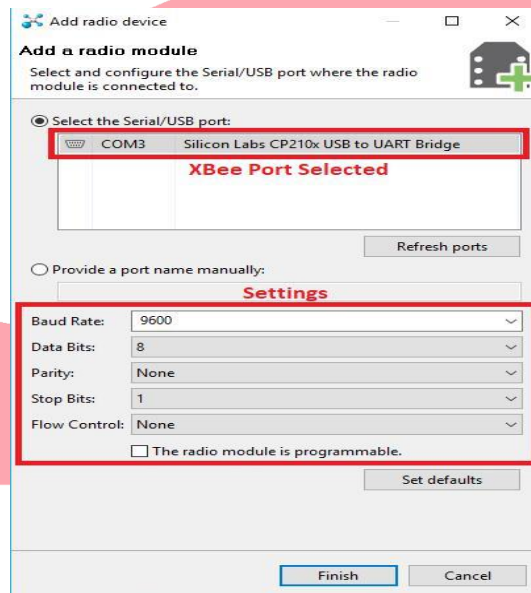 Add radio device
Add a radio module
Select and configure the Serial/USB port where the radio
module is connected to.
Select the Serial/USB port:
COM3 Silicon Labs CP210x USB to UART Bridge
XBee Port Selected
Refresh ports
Provide a port name manually:
Settings
Baud Rate: 9600
Data Bits: 8
Parity: None
Stop Bits: 1
Flow Control: None
The radio module is programmable.
Set defaults
Finish Cancel